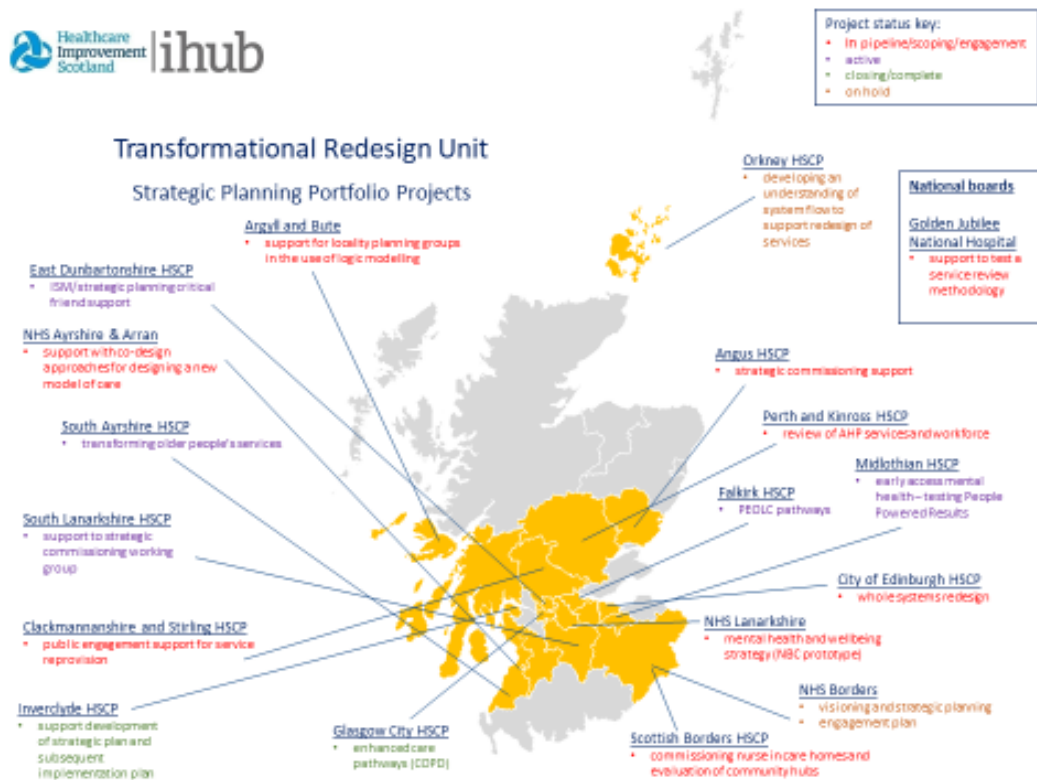 Healthcare
Improvement
Scotland
ihub
Project status key:
• In pipeline/scoping/engagement
• active
• closing/complete
• on hold
Transformational Redesign Unit
Strategic Planning Portfolio Projects
Orkney HSCP
• developing an
understanding of
system flow to
support redesign of
services
National boards
Golden Jubilee
National Hospital
• support to test a
service review
methodology
Argyll and Bute
• support for locality planning groups
in the use of logic modelling
East Dunbartonshire HSCP
• ISM/strategic planning critical
friend support
NHS Ayrshire & Arran
• support with co-design
approaches for designing a new
model of care
South Ayrshire HSCP
• transforming older people's services
South Lanarkshire HSCP
• support to strategic
commissioning working
group
Clackmannanshire and Stirling HSCP
• public engagement support for service
reprovision
Inverclyde HSCP
• support development
of strategic plan and
subsequent
implementation plan
Glasgow City HSCP
• enhanced care
pathways (COPD)
Angus HSCP
• strategic commissioning support
Perth and Kinross HSCP
• review of AHP services and workforce
Midlothian HSCP
• early access mental
health – testing People
Powered Results
Falkirk HSCP
• PEOLC pathways
City of Edinburgh HSCP
• whole systems redesign
NHS Lanarkshire
• mental health and wellbeing
strategy (NBC prototype)
NHS Borders
• visioning and strategic planning
• engagement plan
Scottish Borders HSCP
• commissioning nurse in care homes and
evaluation of community hubs